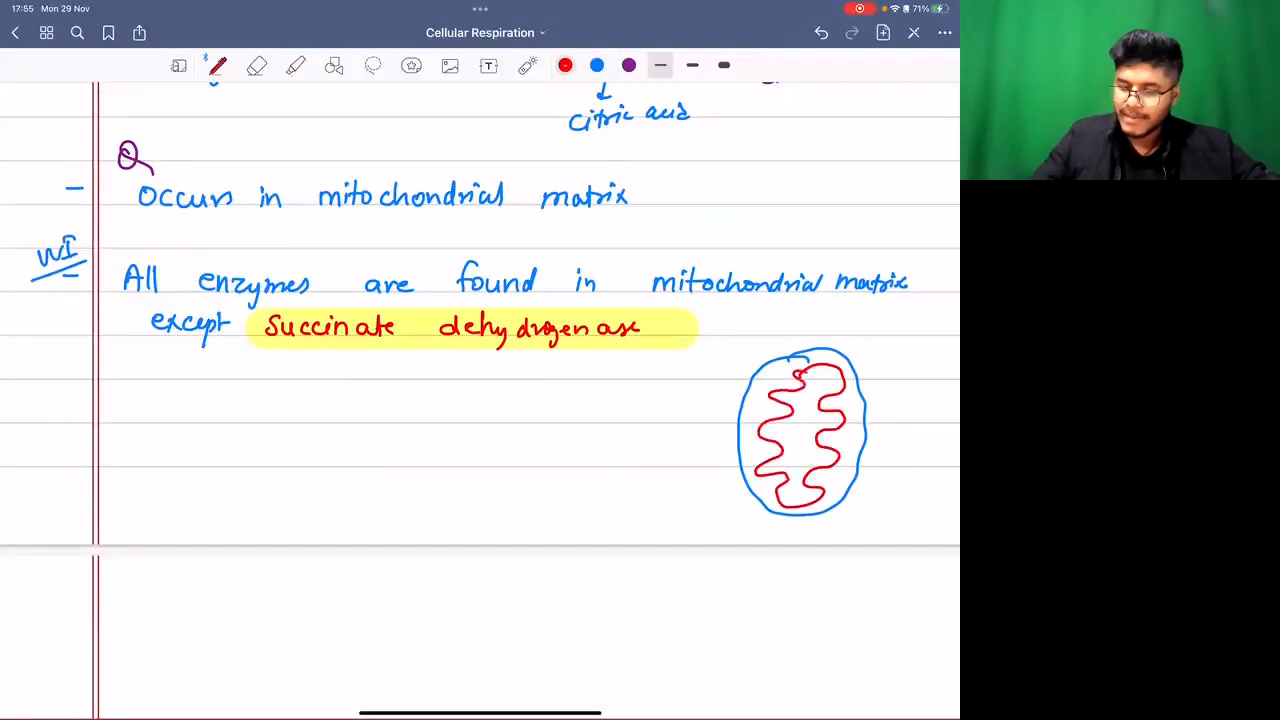 17:55 Mon 29 Nov
71%
Cellular Respiration
T
Citric acid
Q
- Occurs in mitochondrial matrix
All enzymes are found in mitochondrial matrix
except Succinate dehydrogenase